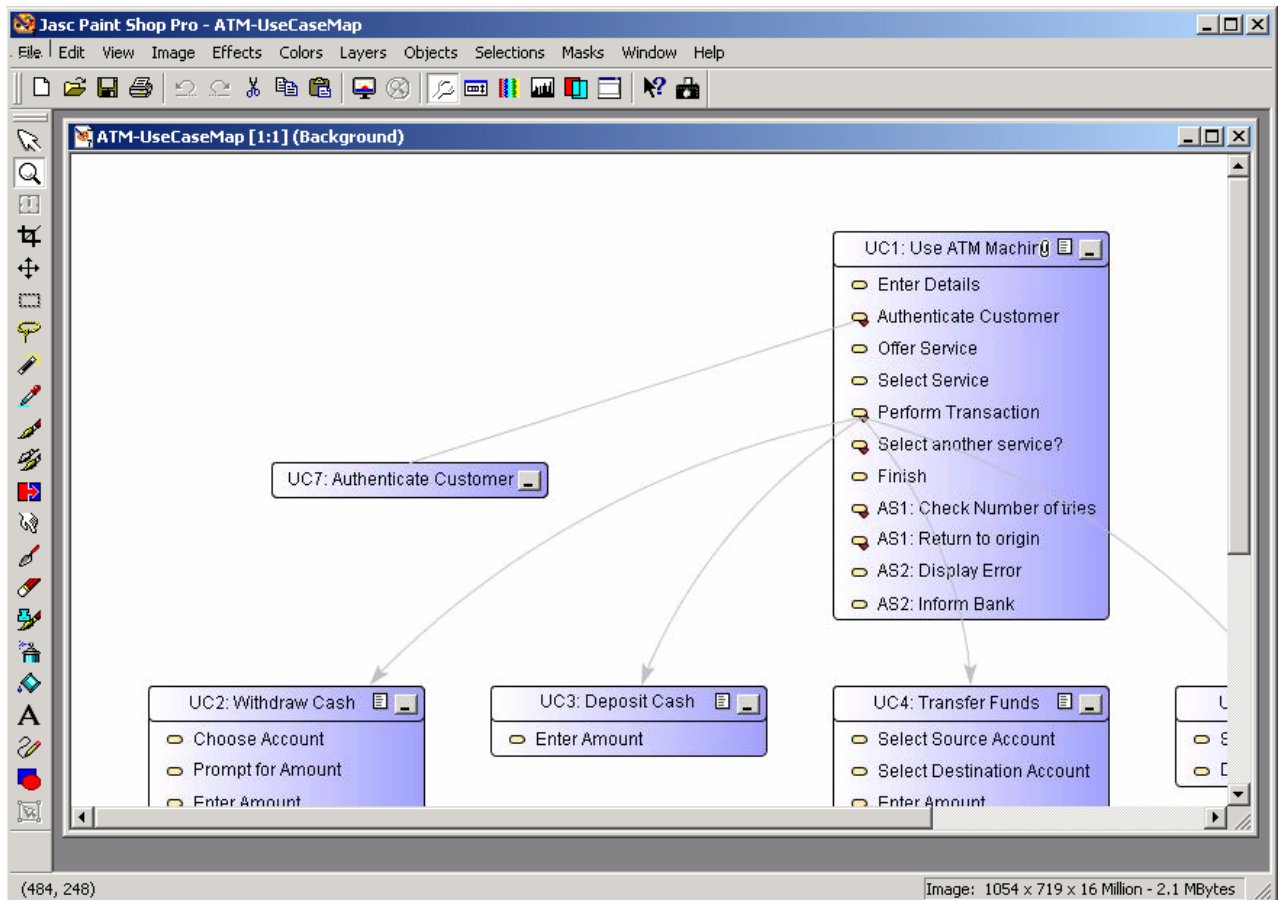 Jasc Paint Shop Pro - ATM-UseCaseMap
File Edit View Image Effects Colors Layers Objects Selections Masks Window Help
ATM-UseCaseMap [1:1] (Background)
UC1: Use ATM
Enter Details
Authenticate Customer
Offer Service
Select Service
Perform Transaction
Select another service?
Finish
AS1: Check Number of tries
AS1: Return to origin
AS2: Display Error
AS2: Inform Bank
UC7: Authenticate Customer
UC2: Withdraw Cash
Choose Account
Prompt for Amount
Enter Amount
UC3: Deposit Cash
Enter Amount
UC4: Transfer Funds
Select Source Account
Select Destination Account
Enter Amount
(484, 248)
Image: 1054 x 719 x 16 Million - 2.1 MBytes